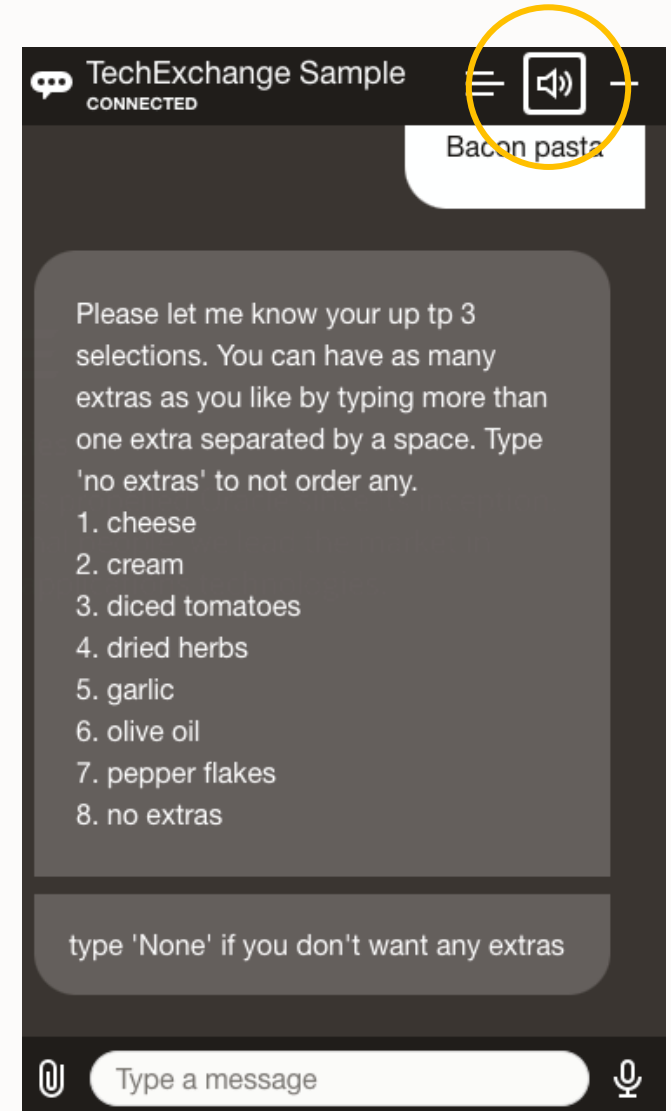 TechExchange Sample
CONNECTED
Bacon pasta
Please let me know your up tp 3
selections. You can have as many
extras as you like by typing more than
one extra separated by a space. Type
'no extras' to not order any.
1. cheese
2. cream
3. diced tomatoes
4. dried herbs
5. garlic
6. olive oil
7. pepper flakes
8. no extras
type 'None' if you don't want any extras
Type a message